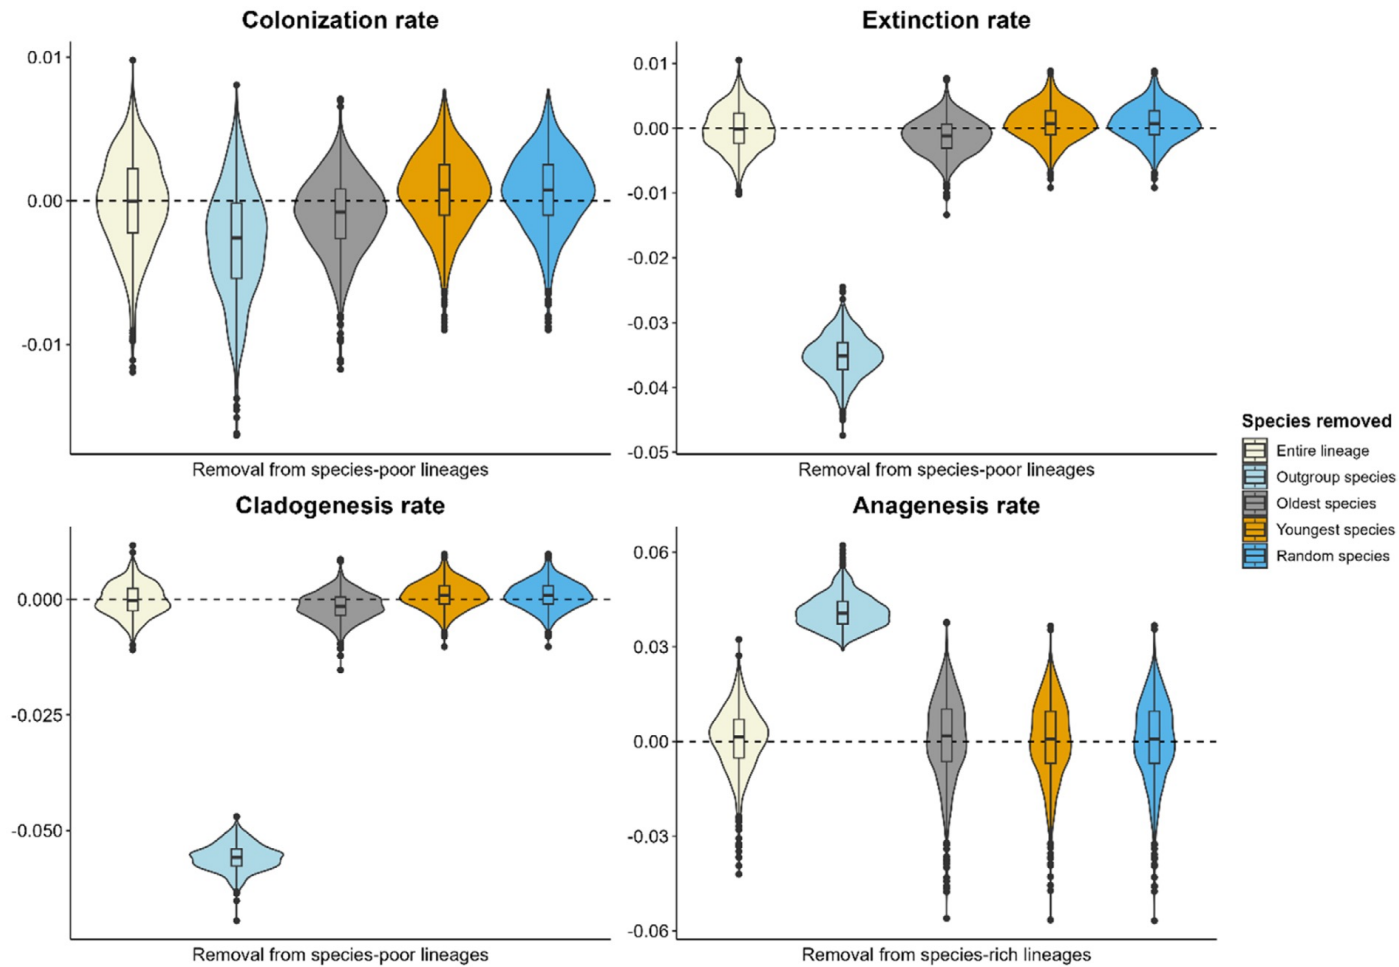 Colonization rate
0.01
0.00
-0.01
Removal from species-poor lineages
Extinction rate
0.01
0.00
-0.01
-0.02
-0.03
-0.04
-0.05
Removal from species-poor lineages
Species removed
Entire lineage
Outgroup species
Oldest species
Youngest species
Random species
Cladogenesis rate
0.000
-0.025
-0.050
Removal from species-poor lineages
Anagenesis rate
0.06
0.03
0.00
-0.03
-0.06
Removal from species-rich lineages